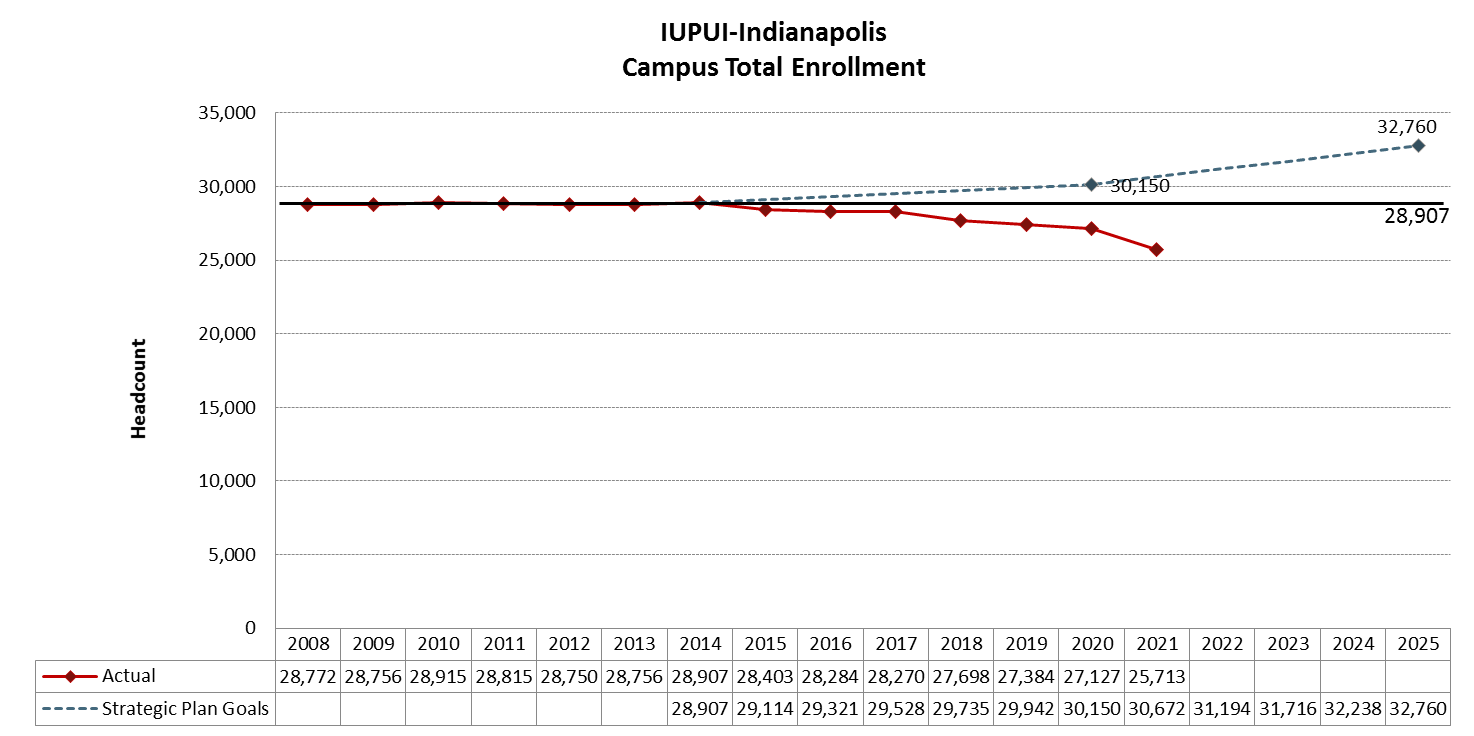 IUPUI-Indianapolis
Campus Total Enrollment
35,000
32,760
30,000
30,150
28,907
25,000
20,000
Headcount
15,000
10,000
5,000
0
2008 2009 2010 2011 2012 2013 2014 2015 2016 2017 2018 2019 2020 2021 2022 2023 2024 2025
Actual 28,772 28,756 28,915 28,815 28,750 28,756 28,907 28,403 28,284 28,270 27,698 27,384 27,127 25,713
Strategic Plan Goals 28,907 29,114 29,321 29,528 29,735 29,942 30,150 30,672 31,194 31,716 32,238 32,760